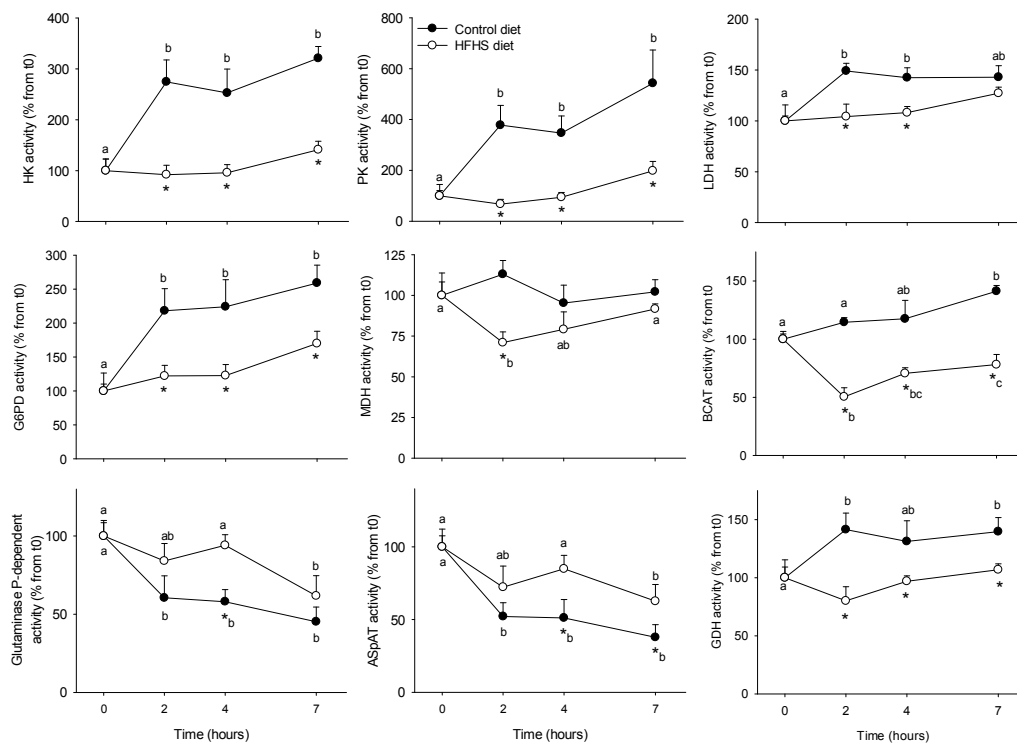 HK activity (% from t0)
400
300
200
100
0
a
b
b
b
*
*
*
PK activity (% from t0)
800
600
400
200
0
Control diet
HFHS diet
a
b
b
b
*
*
*
LDH activity (% from t0)
200
150
100
50
0
a
b
b
ab
*
*
G6PD activity (% from t0)
300
250
200
150
100
50
0
a
b
b
b
*
*
*
MDH activity (% from t0)
125
100
75
50
25
0
a
*b
ab
a
BCAT activity (% from t0
150
100
50
0
a
a
ab
b
*b
*bc
*c
Glutaminase P-dependent
activity (% from t0)
100
50
0
a
ab
a
b
a
b
*b
b
0
2
4
7
Time (hours)
ASpAT activity (% from t0)
100
50
0
a
ab
a
b
a
b
*b
*b
0
2
4
7
Time (hours)
GDH activity (% from t0)
150
100
50
0
b
ab
b
a
*
*
*
0
2
4
7
Time (hours)